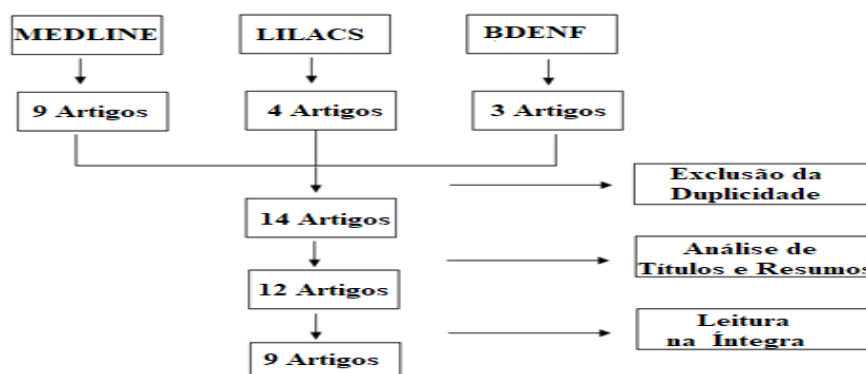 MEDLINE
LILACS
BDENF
9 Artigos
4 Artigos
3 Artigos
Exclusão da
Duplicidade
14 Artigos
Análise de
Títulos e Resumos
12 Artigos
Leitura
na Íntegra
9 Artigos